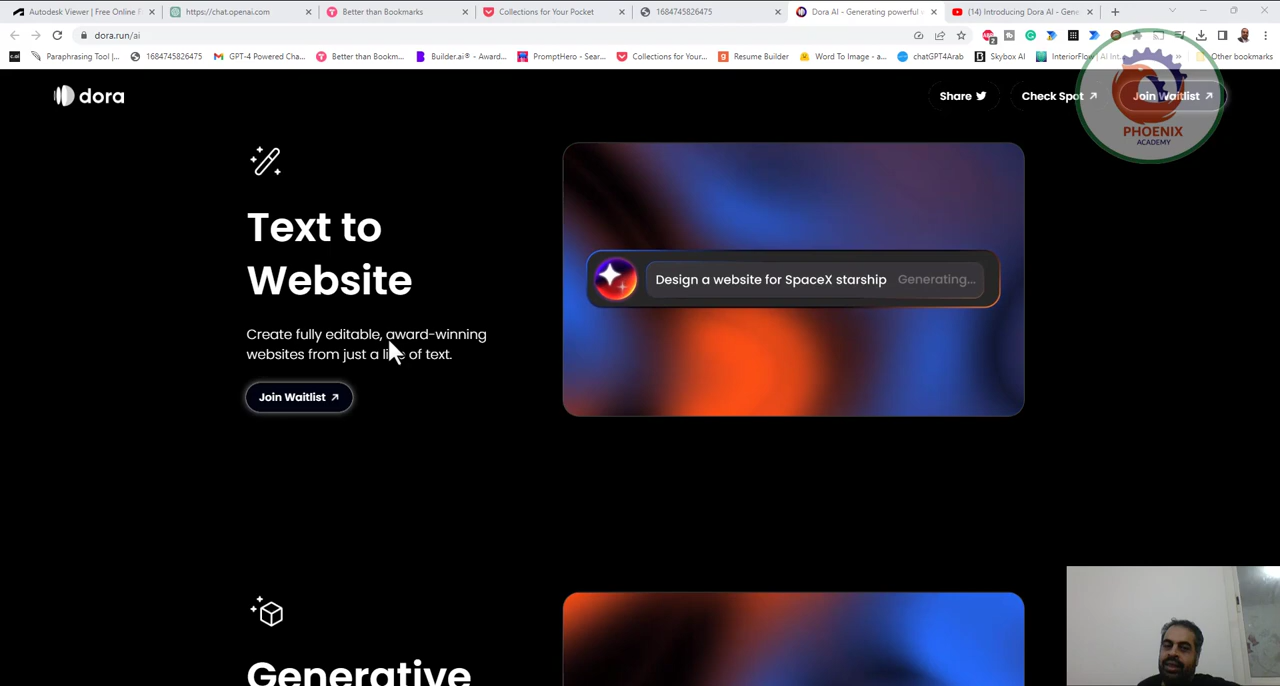 Autodesk Viewer | Free Online F
https://chat.openai.com
Better than Bookmarks
Collections for Your Pocket
1684745826475
Dora AI - Generating powerful
(14) Introducing Dora AI - Gene
dora.run/ai
Paraphrasing Tool |...
1684745826475
GPT-4 Powered Cha...
Better than Bookm...
Builder.ai® - Award...
PromptHero - Sear...
Collections for Your...
Resume Builder
Word To Image - a...
chatGPT4Arab
Skybox AI
InteriorFlow | AI Int...
Other bookmarks
dora
Share
Check Spot
Join Waitlist
PHOENIX
ACADEMY
Text to
Website
Create fully editable, award-winning
websites from just a of text.
Join Waitlist
Design a website for SpaceX starship Generating...
Generative